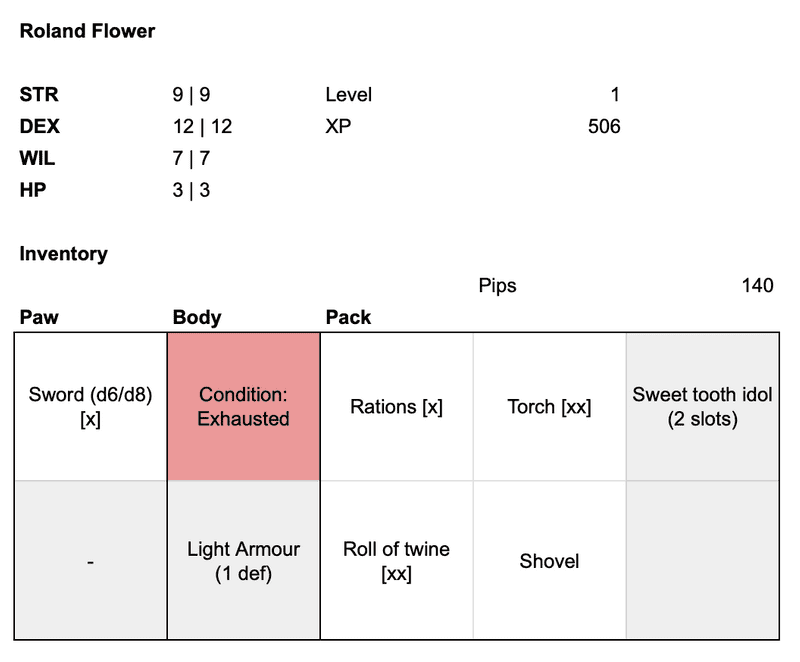 Roland Flower
STR 9 | 9 Level 1
DEX 12 | 12 XP 506
WIL 7 | 7
HP 3 | 3
Inventory
Pips 140
Paw Body Pack
Sword (d6/d8)
[x]
Condition:
Exhausted
Rations [x]
Torch [xx]
Sweet tooth idol
(2 slots)
-
Light Armour
(1 def)
Roll of twine
[xx]
Shovel